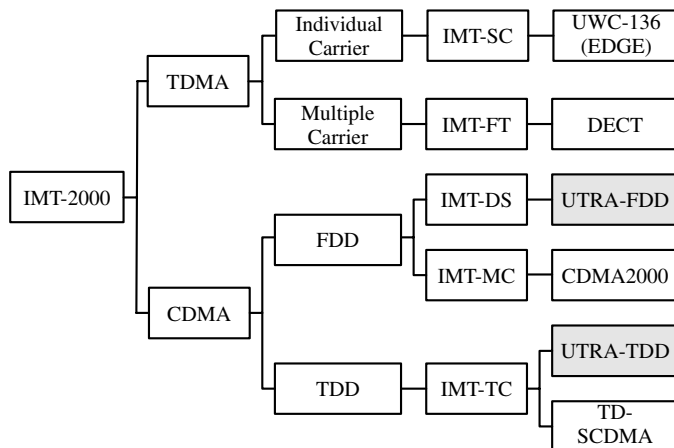 Individual
Carrier
IMT-SC
UWC-136
(EDGE)
TDMA
Multiple
Carrier
IMT-FT
DECT
IMT-2000
IMT-DS
UTRA-FDD
FDD
IMT-MC
CDMA2000
CDMA
UTRA-TDD
TDD
IMT-TC
TD-
SCDMA